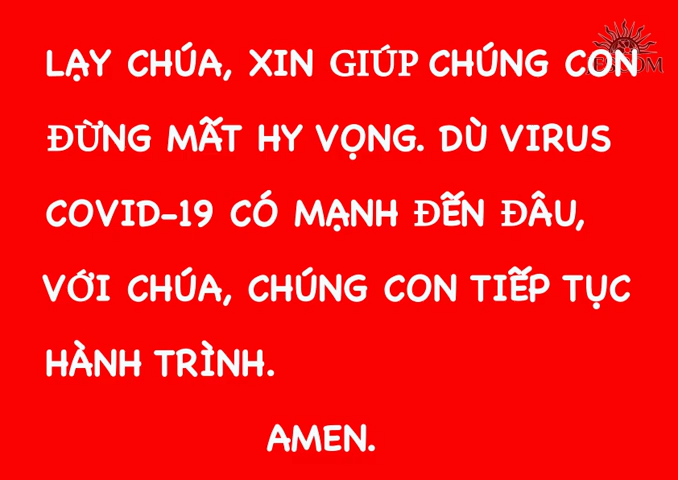 LẠY CHÚA, XIN GIÚP CHÚNG CON
ĐỪNG MẤT HY VỌNG. DÙ VIRUS
COVID-19 CÓ MẠNH ĐẾN ĐÂU,
VỚI CHÚA, CHÚNG CON TIẾP TỤC
HÀNH TRÌNH.
AMEN.